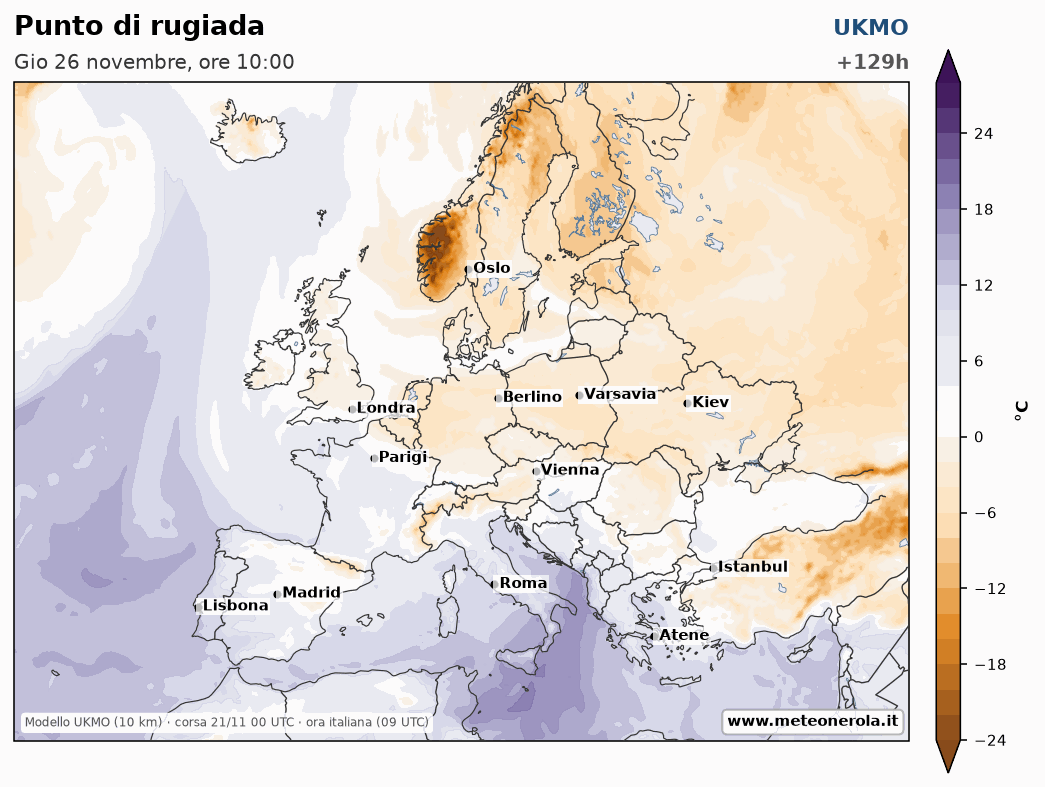 Punto di rugiada
UKMO
Gio 26 novembre, ore 10:00
+129h
24
18
12
6
0
−6
−12
−18
−24
°C
Oslo
Londra
Berlino
Varsavia
Kiev
Parigi
Vienna
Lisbona
Madrid
Roma
Istanbul
Atene
Modello UKMO (10 km) · corsa 21/11 00 UTC · ora italiana (09 UTC)
www.meteonerola.it